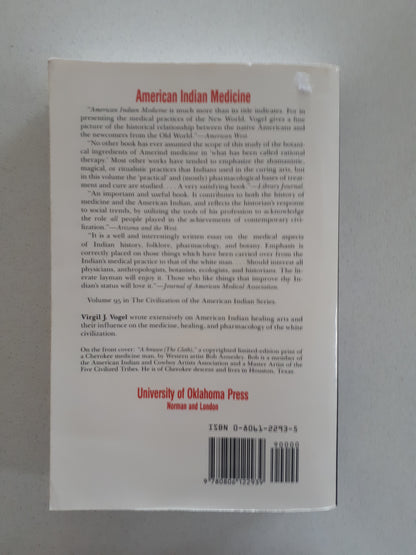 American Indian Medicine
"American Indian Medicine is much more than its title indicates. For in
presenting the medical practices of the New World, Vogel gives a fine
picture of the historical relationship between the native Americans and
the newcomers from the Old World."—American West.
"No other book has ever assumed the scope of this study of the botan-
ical ingredients of Amerind medicine in 'what has been called rational
therapy.' Most other works have tended to emphasize the shamanistic,
magical, or ritualistic practices that Indians used in the curing arts, but
in this volume the 'practical' and (mostly) pharmacological bases of treat-
ment and cure are studied. . . . A very satisfying book."—Library Journal.
"An important and useful book. It contributes to both the history of
medicine and the American Indian, and reflects the historian's response
to social trends, by utilizing the tools of his profession to acknowledge
the role all people played in the achievements of contemporary civi-
lization."—Arizona and the West.
"It is a well and interestingly written essay on the medical aspects
of Indian history, folklore, pharmacology, and botany. Emphasis is
correctly placed on those things which have been carried over from the
Indian's medical practice to that of the white man. . . . Should interest all
physicians, anthropologists, botanists, ecologists, and historians. The lit-
erate layman will enjoy it. Those who like things that improve the In-
dian's status will love it."—Journal of American Medical Association.
Volume 95 in The Civilization of the American Indian Series.
Virgil J. Vogel wrote extensively on American Indian healing arts and
their influence on the medicine, healing, and pharmacology of the white
civilization.
On the front cover: "A (The Cloth)," a copyrighted limited-edition print of
a Cherokee medicine man, by Western artist Bob Annesley. Bob is a member of
the American Indian and Cowboy Artists Association and a Master Artist of the
Five Civilized Tribes. He is of Cherokee descent and lives in Houston, Texas.
University of Oklahoma Press
Norman and London
ISBN 0-8061-2293-5
90000
9 780806 122939